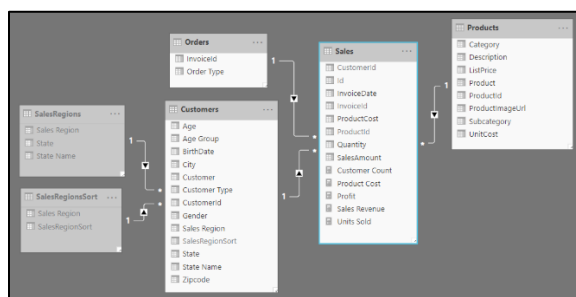 Orders
InvoiceId
Order Type
1
Sales
CustomerId
Id
InvoiceDate
InvoiceId
ProductCost
ProductId
Quantity
SalesAmount
Customer Count
Product Cost
Profit
Sales Revenue
Units Sold
1
Products
Category
Description
ListPrice
Product
ProductId
ProductImageUrl
Subcategory
UnitCost
SalesRegions
Sales Region
State
State Name
1
SalesRegionsSort
Sales Region
SalesRegionSort
1
Customers
Age
Age Group
BirthDate
City
Customer
Customer Type
CustomerId
Gender
Sales Region
SalesRegionSort
State
State Name
Zipcode
1